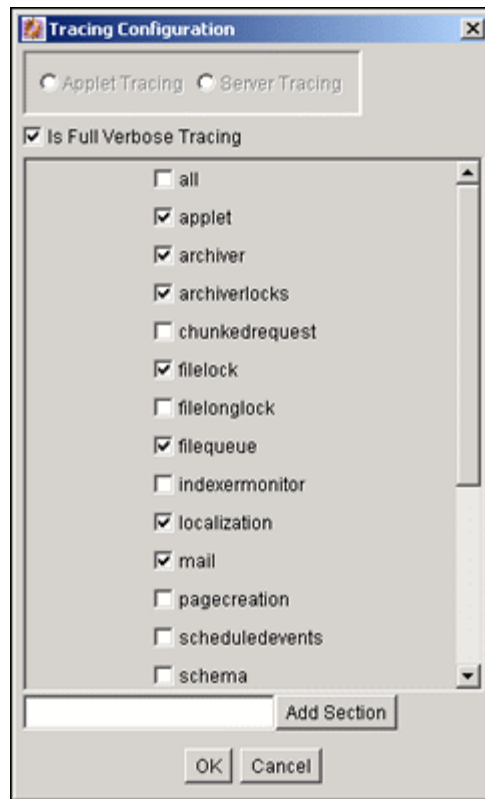 Tracing Configuration
Applet Tracing Server Tracing
Is Full Verbose Tracing
all
applet
archiver
archiverlocks
chunkedrequest
filelock
filelonglock
filequeue
indexermonitor
localization
mail
pagecreation
scheduledevents
schema
Add Section
OK Cancel